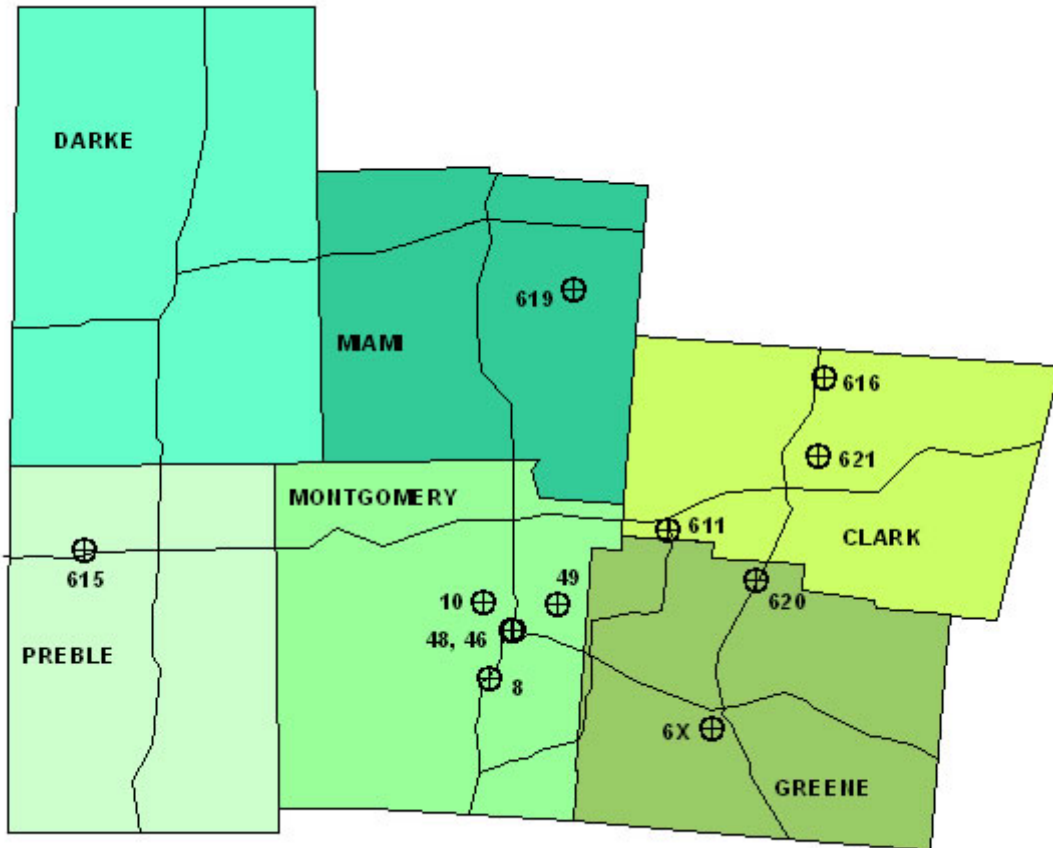 DARKE
619
MIAMI
616
621
MONTGOMERY
611
CLARK
615
49
10
620
48, 46
PREBLE
8
6X
GREENE